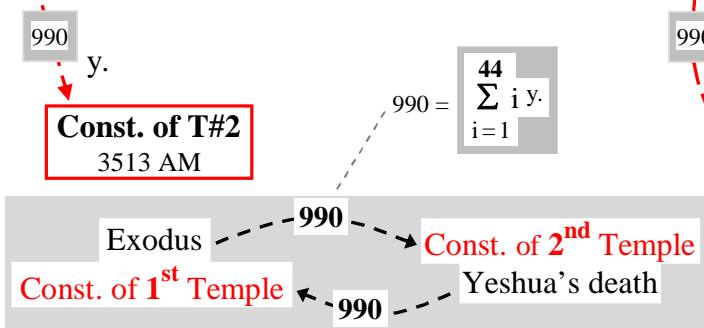 990
y.
Const. of T#2
3513 AM
990 =
44
Σ i y.
i = 1
990
990
Exodus
Const. of 2nd Temple
Const. of 1st Temple
Yeshua’s death
990